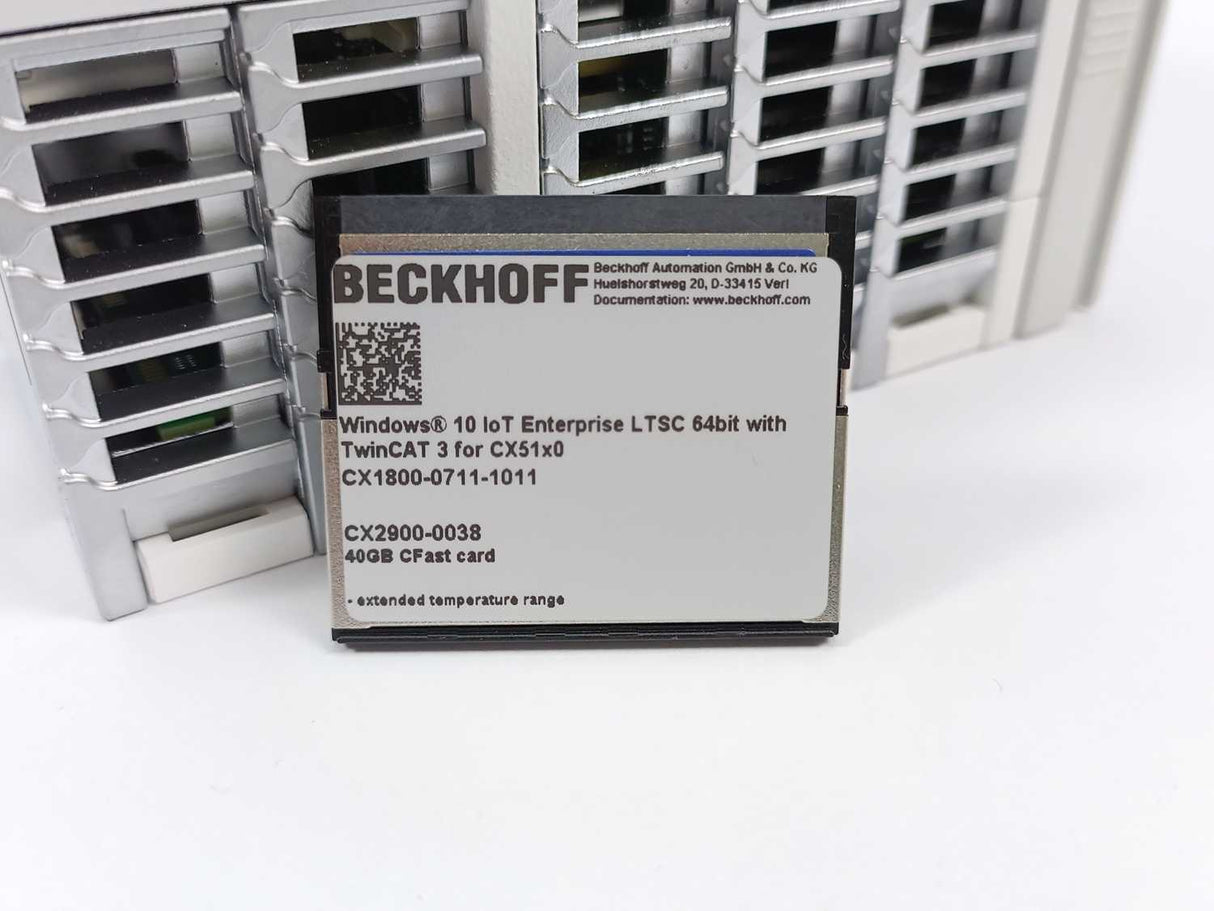 BECKHOFF
Beckhoff Automation GmbH & Co. KG
Huelshorstweg 20, D-33415 Verl
Documentation: www.beckhoff.com
Windows® 10 IoT Enterprise LTSC 64bit with
TwinCAT 3 for CX51x0
CX1800-0711-1011
CX2900-0038
40GB CFast card
- extended temperature range